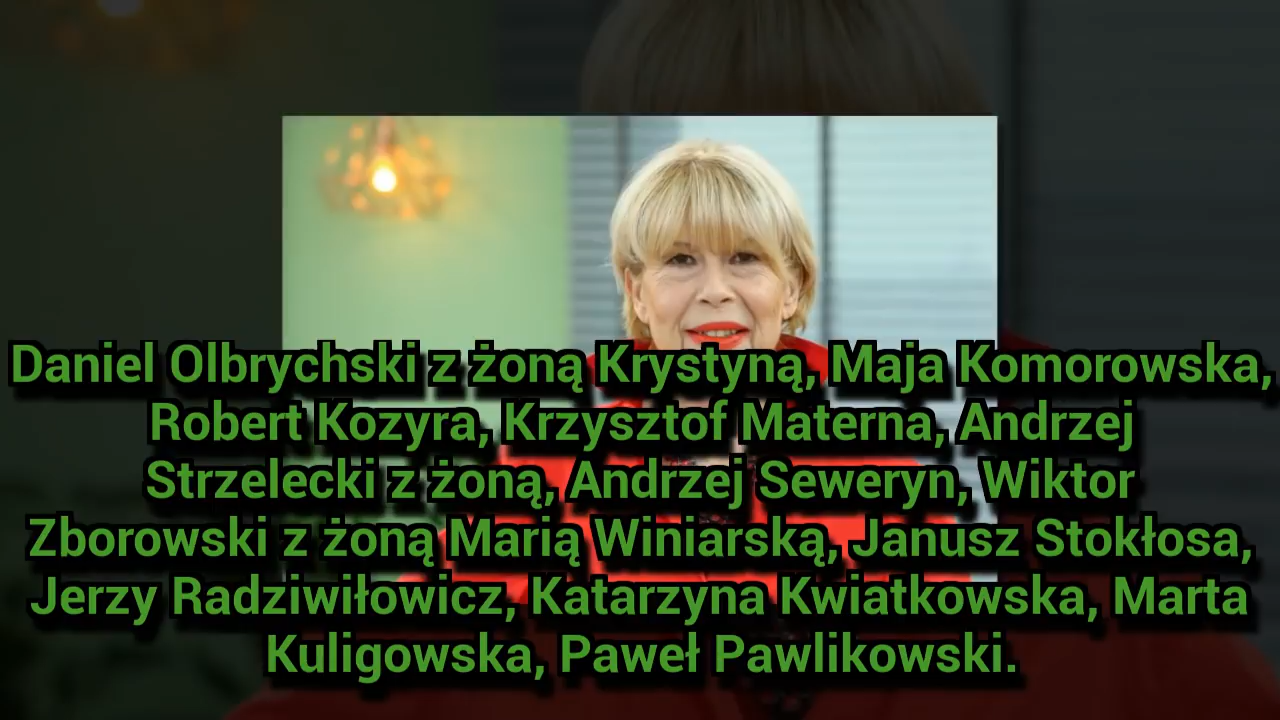 Daniel Olbrychski z żoną Krystyną, Maja Komorowska,
Robert Kozyra, Krzysztof Materna, Andrzej
Strzelecki z żoną, Andrzej Seweryn, Wiktor
Zborowski z żoną Marią Winiarską, Janusz Stokłosa,
Jerzy Radziwiłowicz, Katarzyna Kwiatkowska, Marta
Kuligowska, Paweł Pawlikowski.